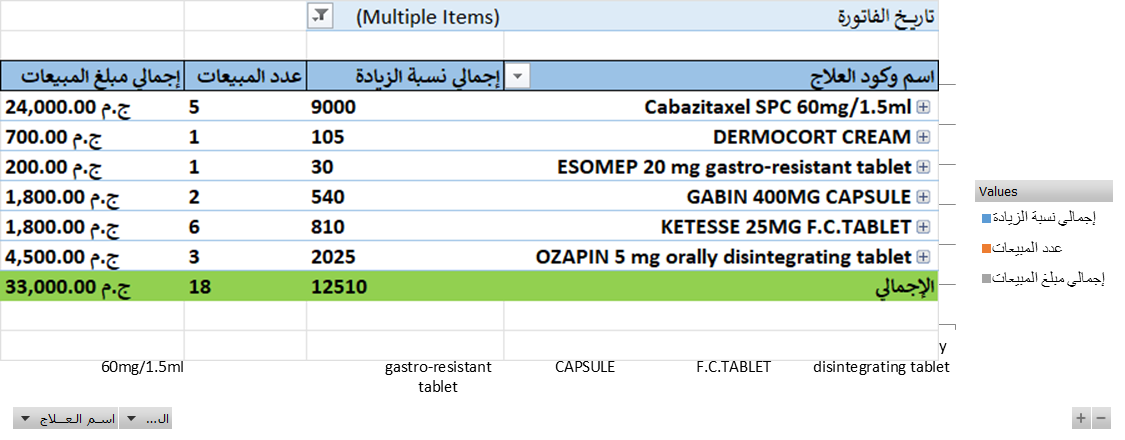 تاريخ الفاتورة (Multiple Items)
اسم وكود العلاج إجمالي نسبة الزيادة عدد المبيعات إجمالي مبلغ المبيعات
Cabazitaxel SPC 60mg/1.5ml 9000 5 ج.م 24,000.00
DERMOCORT CREAM 105 1 ج.م 700.00
ESOMEP 20 mg gastro-resistant tablet 30 1 ج.م 200.00
GABIN 400MG CAPSULE 540 2 ج.م 1,800.00
KETESSE 25MG F.C.TABLET 810 6 ج.م 1,800.00
OZAPIN 5 mg orally disintegrating tablet 2025 3 ج.م 4,500.00
الإجمالي 12510 18 ج.م 33,000.00
Values
إجمالي نسبة الزيادة
عدد المبيعات
إجمالي مبلغ المبيعات
y
60mg/1.5ml gastro-resistant CAPSULE F.C.TABLET disintegrating tablet
tablet
اسم العلاج ال...